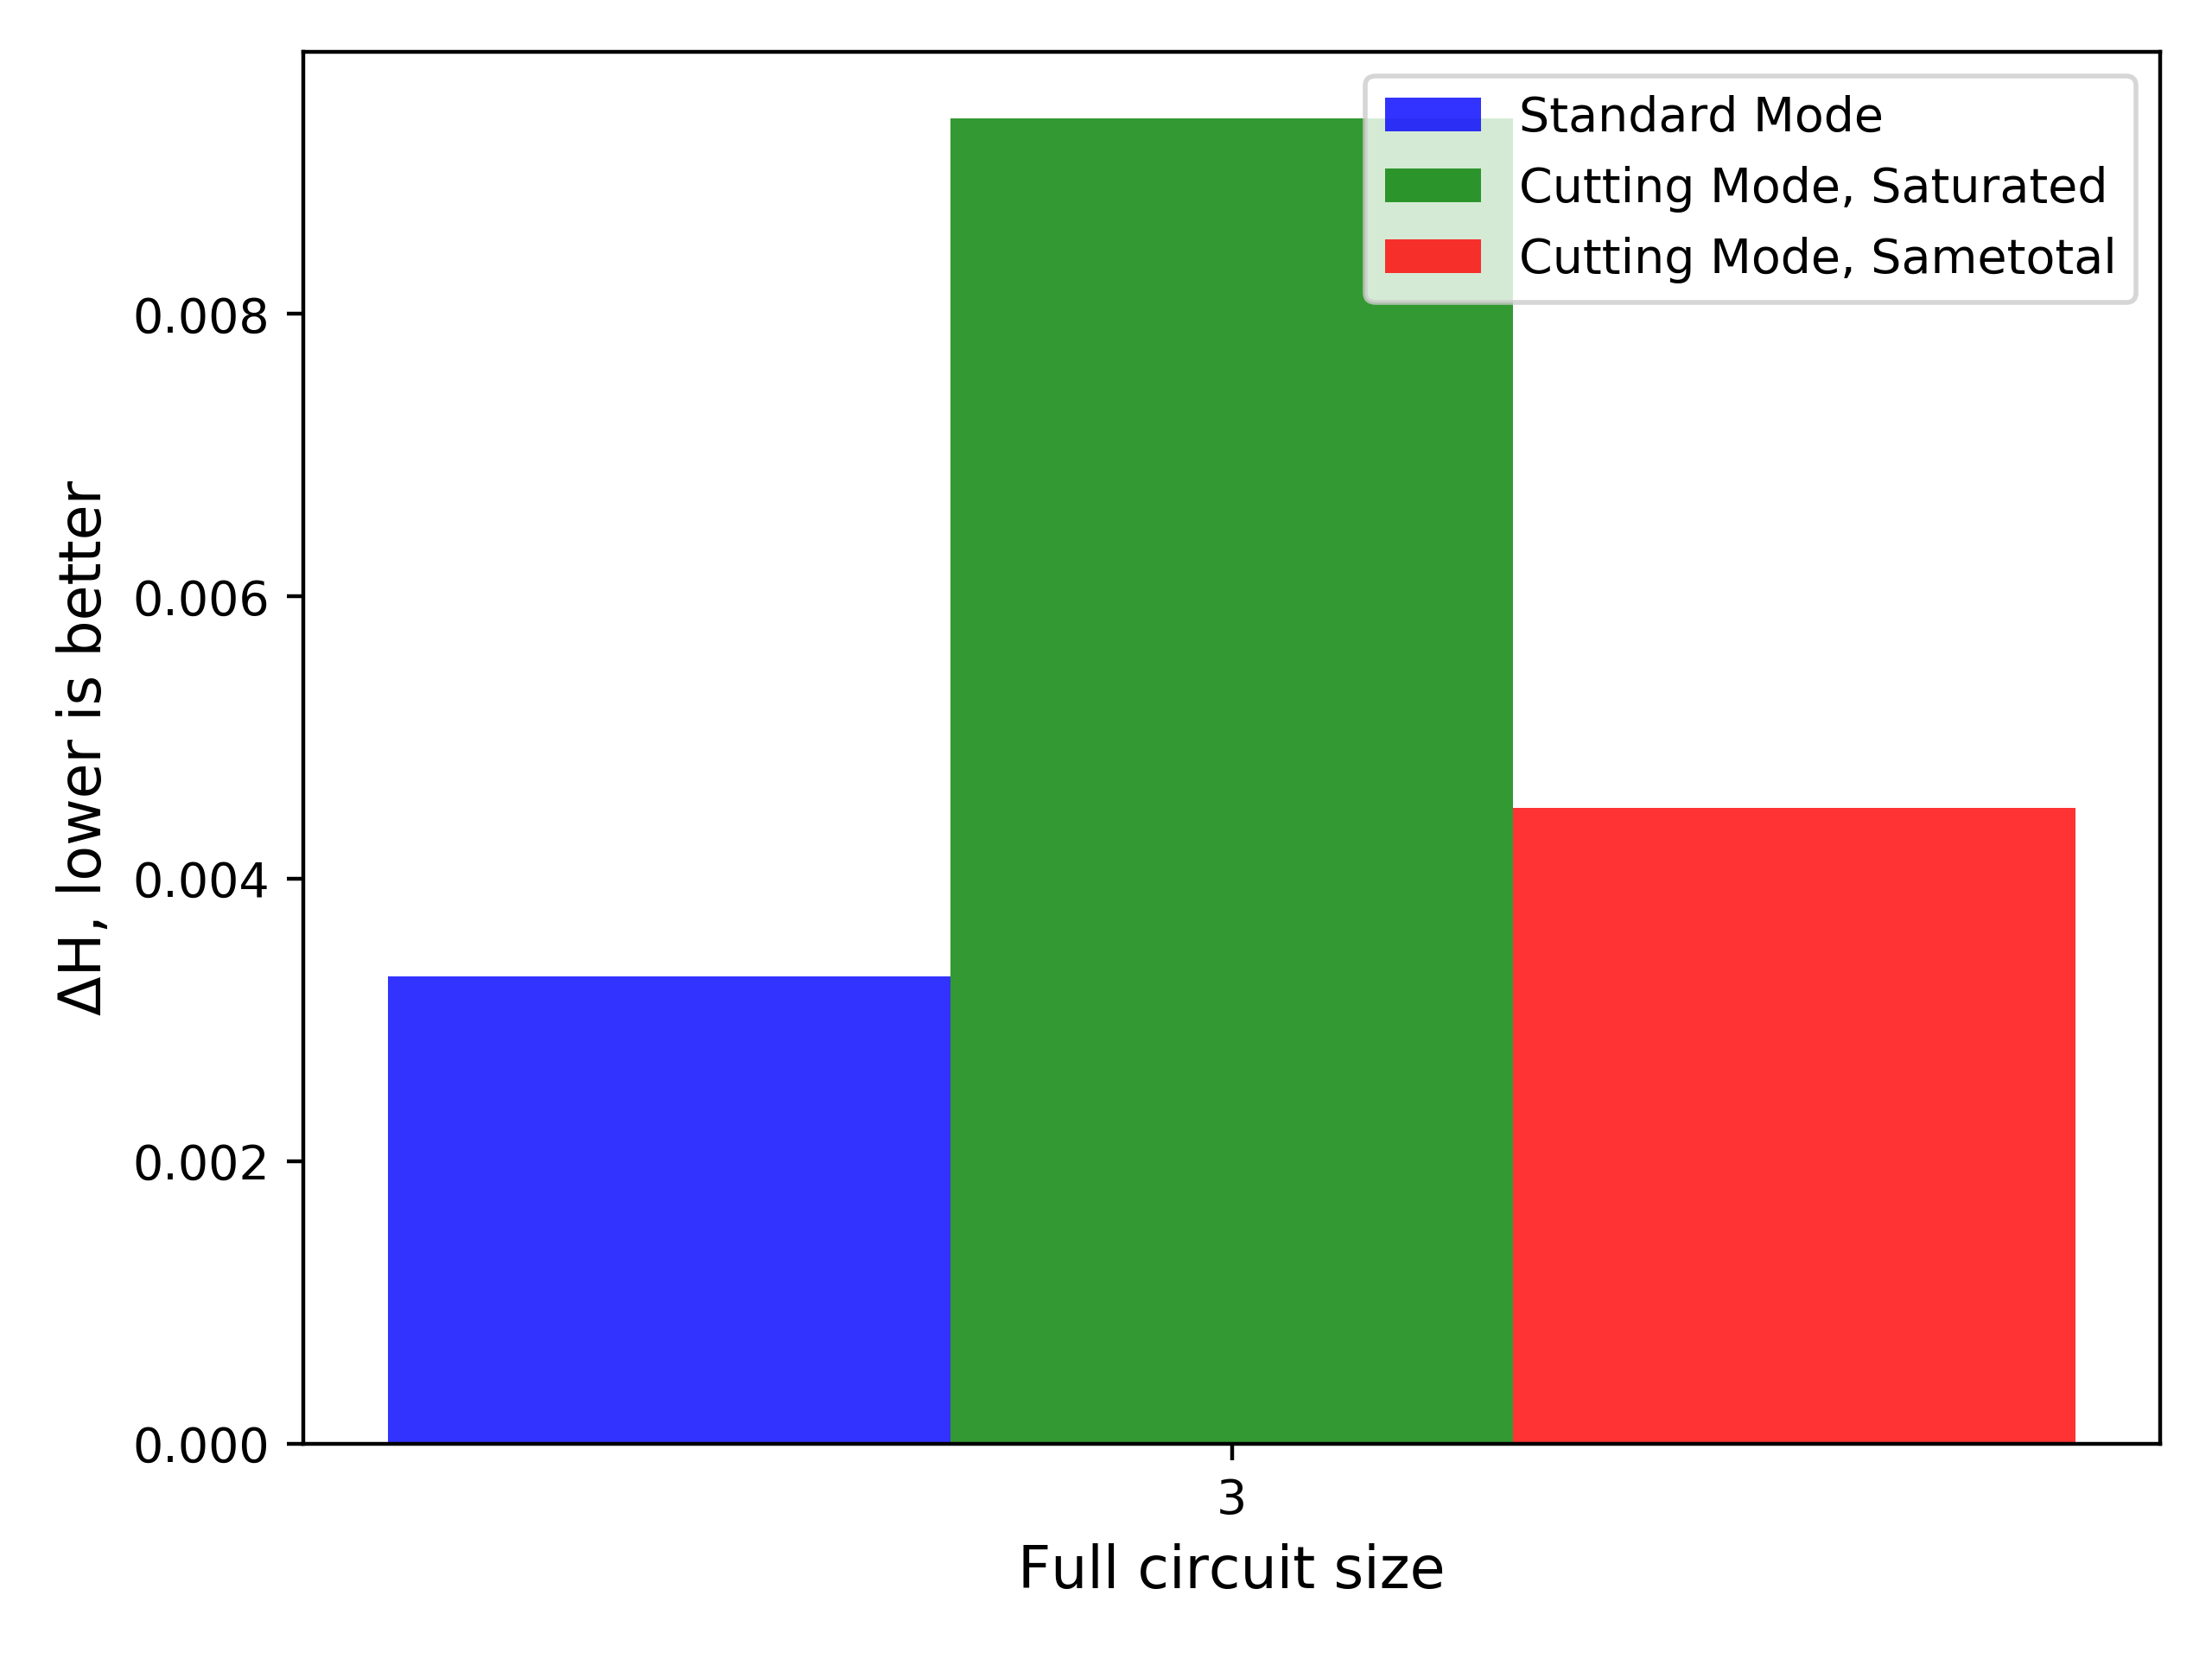 Standard Mode
Cutting Mode, Saturated
Cutting Mode, Sametotal
0.008
0.006
0.004
0.002
0.000
ΔH, lower is better
3
Full circuit size